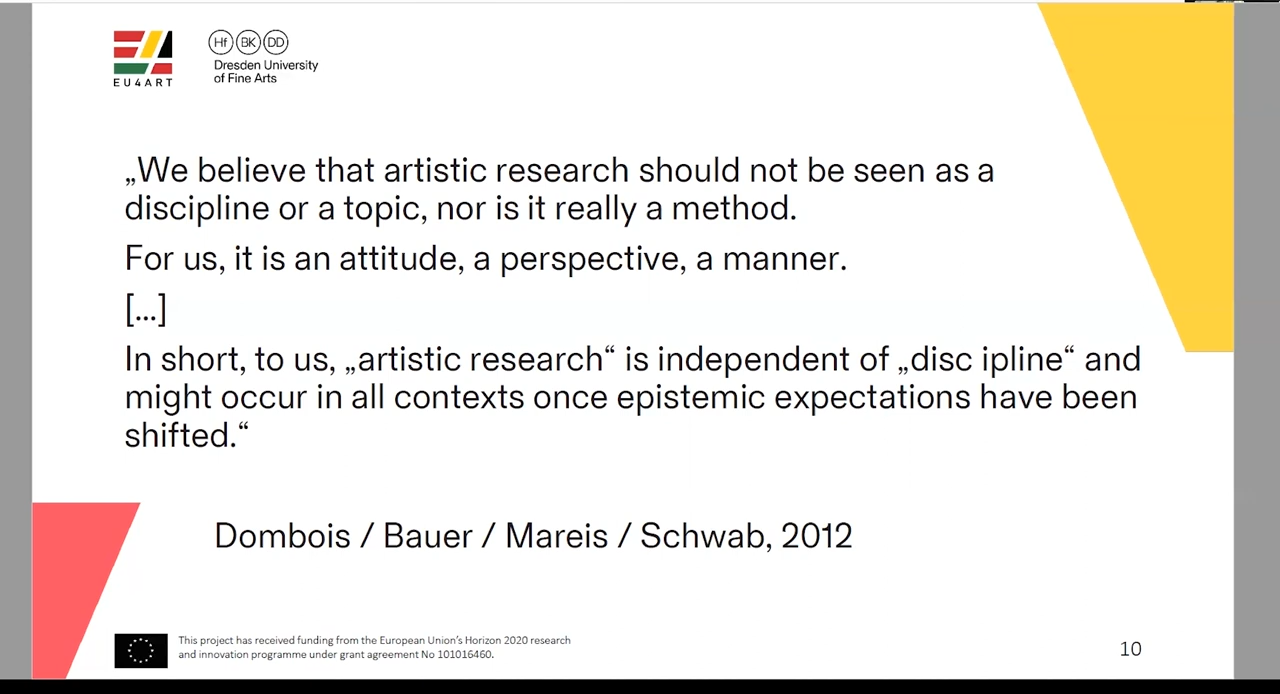 EU4ART
Hf BK DD
Dresden University
of Fine Arts
„We believe that artistic research should not be seen as a
discipline or a topic, nor is it really a method.
For us, it is an attitude, a perspective, a manner.
[...]
In short, to us, „artistic research“ is independent of „disc ipline“ and
might occur in all contexts once epistemic expectations have been
shifted.“
Dombois / Bauer / Mareis / Schwab, 2012
This project has received funding from the European Union’s Horizon 2020 research
and innovation programme under grant agreement No 101016460.
10